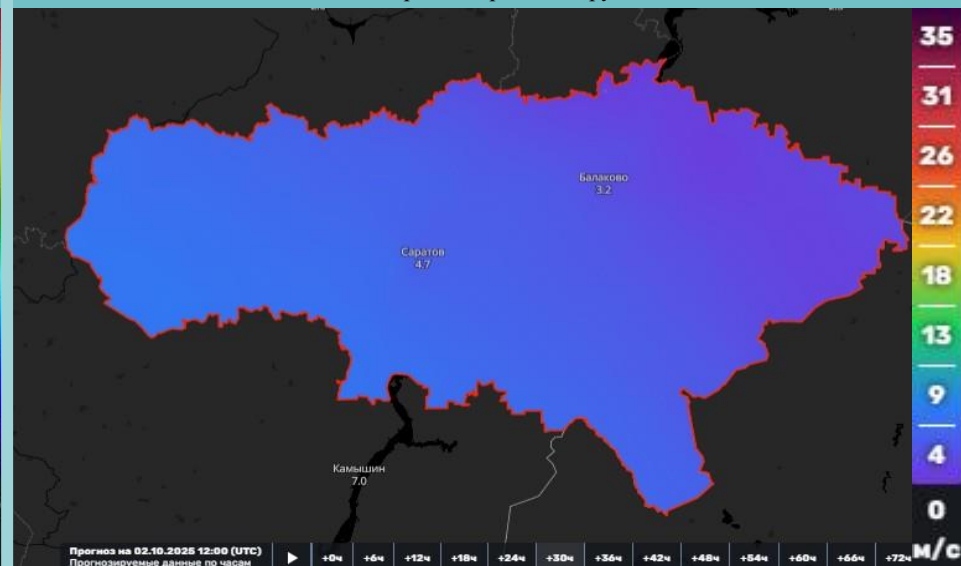 35
31
26
22
18
13
9
4
0
м/с
Балаково
3.2
Саратов
4.7
Камышин
7.0
Прогноз на 02.10.2025 12:00 (UTC)
Прогнозируемые данные по часам
+0ч +6ч +12ч +18ч +24ч +30ч +36ч +42ч +48ч +54ч +60ч +66ч +72ч